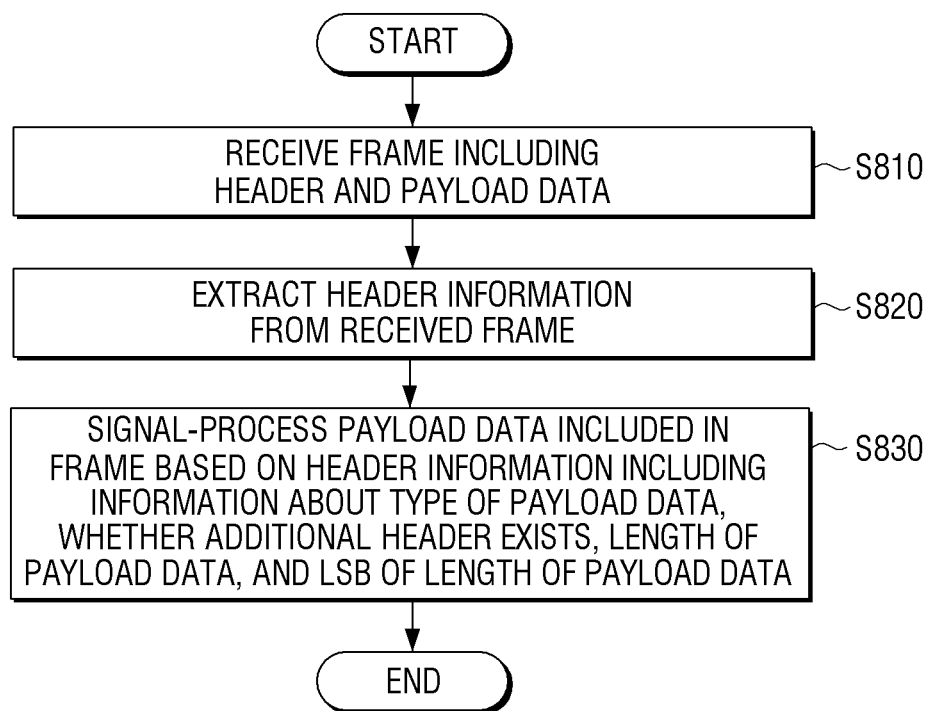 START
RECEIVE FRAME INCLUDING
HEADER AND PAYLOAD DATA
S810
EXTRACT HEADER INFORMATION
FROM RECEIVED FRAME
S820
SIGNAL-PROCESS PAYLOAD DATA INCLUDED IN
FRAME BASED ON HEADER INFORMATION INCLUDING
INFORMATION ABOUT TYPE OF PAYLOAD DATA,
WHETHER ADDITIONAL HEADER EXISTS, LENGTH OF
PAYLOAD DATA, AND LSB OF LENGTH OF PAYLOAD DATA
S830
END